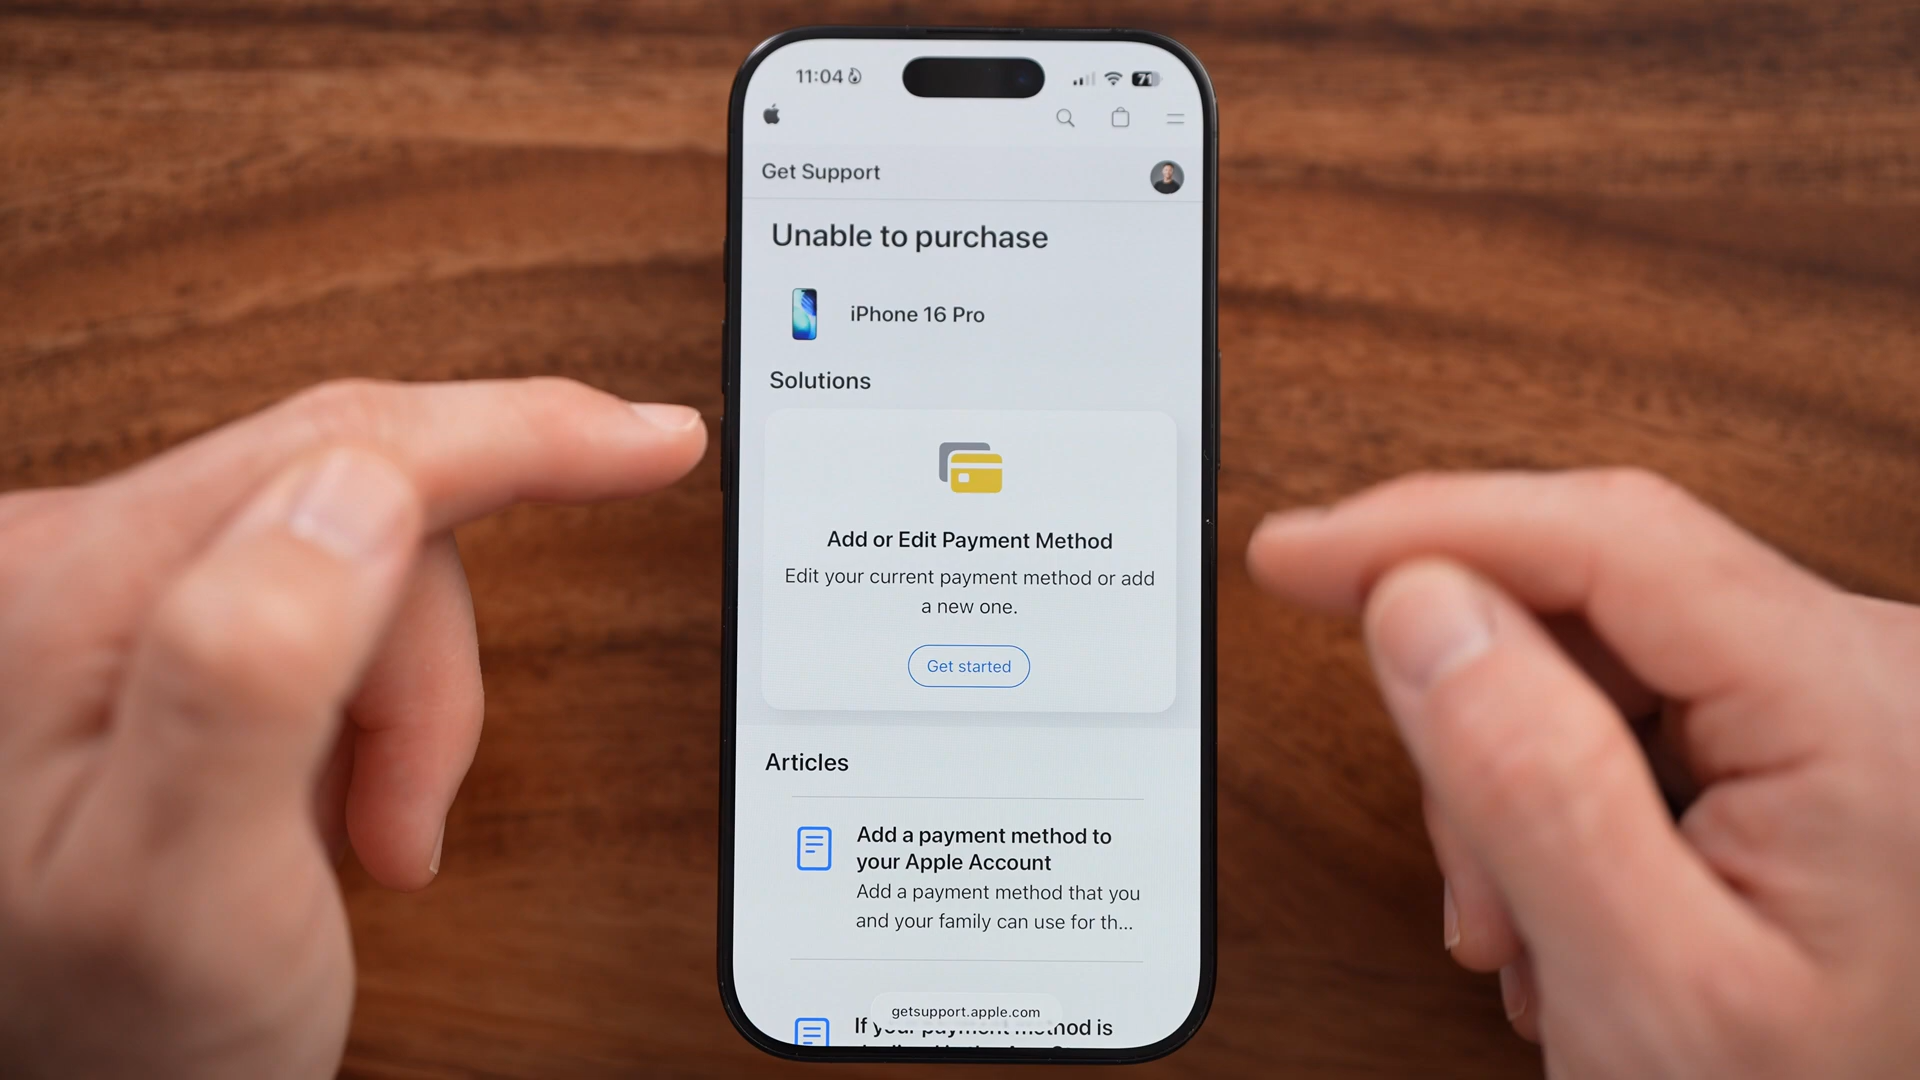 11:04
71
Get Support
Unable to purchase
iPhone 16 Pro
Solutions
Add or Edit Payment Method
Edit your current payment method or add
a new one.
Get started
Articles
Add a payment method to
your Apple Account
Add a payment method that you
and your family can use for th...
getsupport.apple.com
If your payment method is